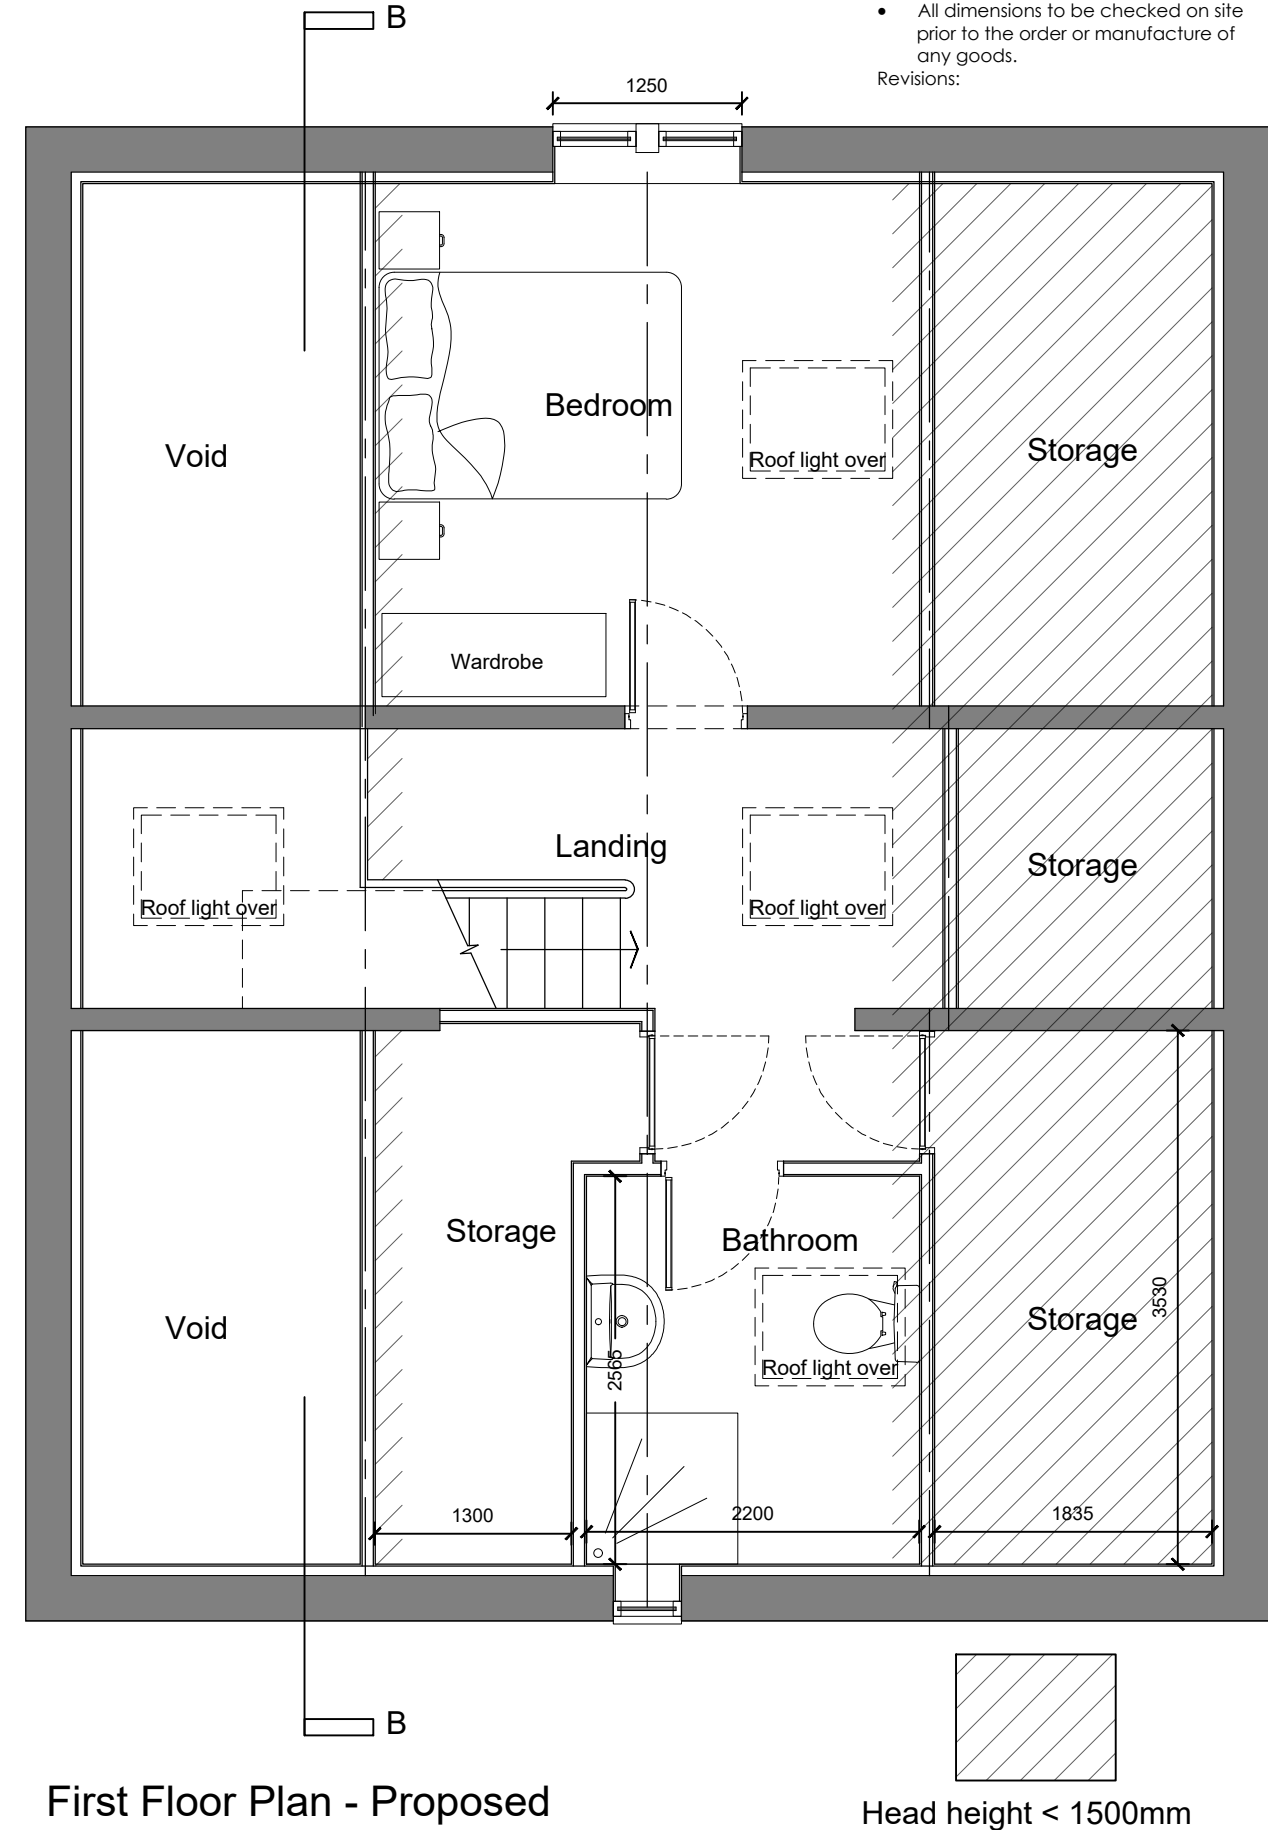 B
• All dimensions to be checked on site
prior to the order or manufacture of
any goods.
Revisions:
1250
Bedroom
Void
Roof light over
Storage
Wardrobe
Landing
Storage
Roof light over
Roof light over
Storage
Bathroom
Void
Storage
3530
Roof light over
2565
1300
2200
1835
B
First Floor Plan - Proposed
Head height < 1500mm